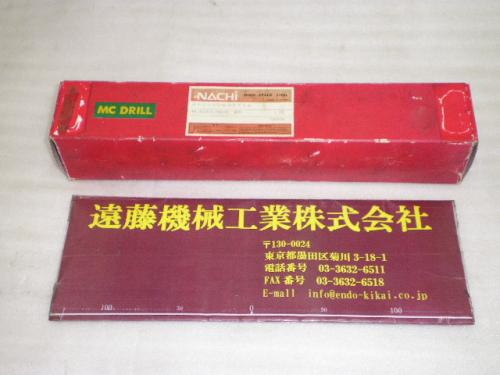 MC DRILL
NACHi
HIGH SPEED STEEL
遠藤機械工業株式会社
〒130-0024
東京都墨田区菊川 3-18-1
電話番号 03-3632-6511
FAX 番号 03-3632-6518
E-mail info@endo-kikai.co.jp
100 50 0 50 100